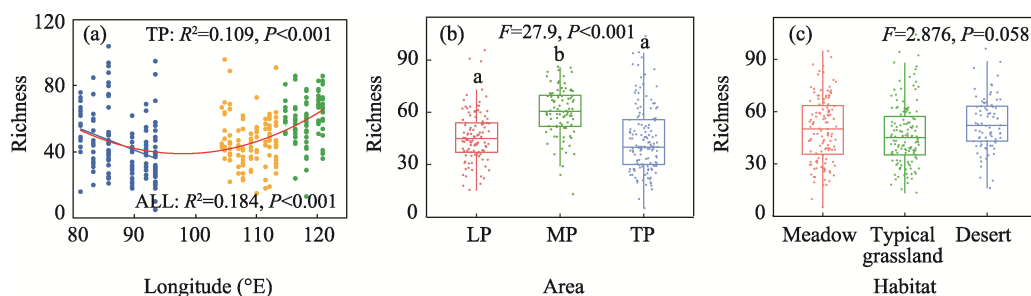 (a)
TP: R²=0.109, P<0.001
ALL: R²=0.184, P<0.001
Richness
120
80
40
0
80
90
100
110
120
Longitude (°E)
(b)
F=27.9, P<0.001
a
b
a
Richness
90
60
30
0
LP
MP
TP
Area
(c)
F=2.876, P=0.058
Richness
90
60
30
0
Meadow
Typical
grassland
Desert
Habitat